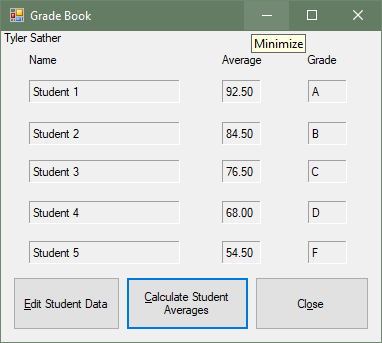 Grade Book
Tyler Sather
Minimize
Name Average Grade
Student 1 92.50 A
Student 2 84.50 B
Student 3 76.50 C
Student 4 68.00 D
Student 5 54.50 F
Edit Student Data
Calculate Student
Averages
Close